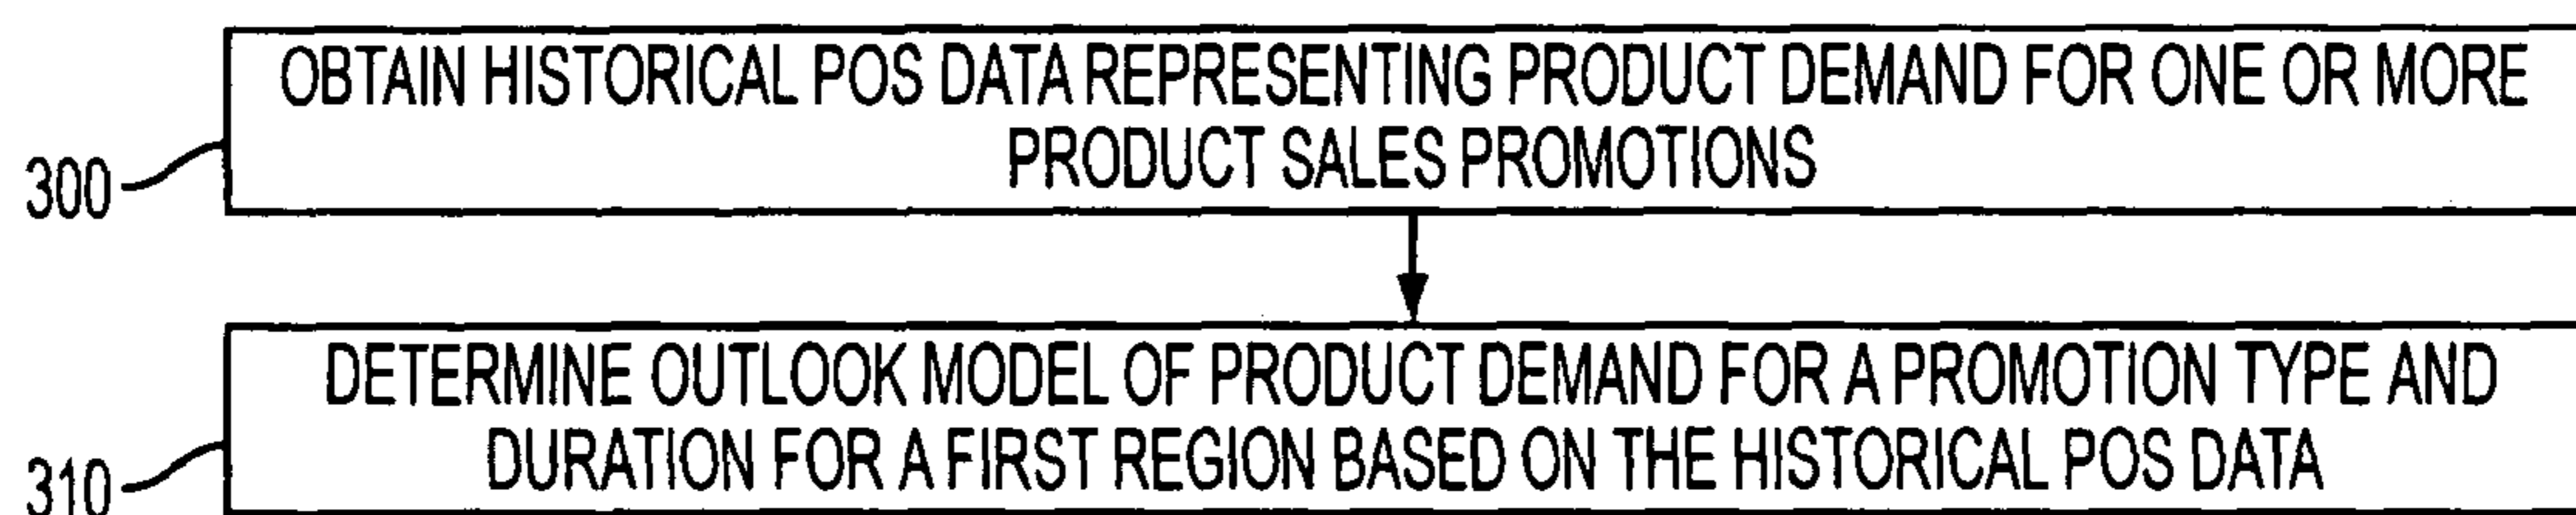 OBTAIN HISTORICAL POS DATA REPRESENTING PRODUCT DEMAND FOR ONE OR MORE
PRODUCT SALES PROMOTIONS
300
DETERMINE OUTLOOK MODEL OF PRODUCT DEMAND FOR A PROMOTION TYPE AND
DURATION FOR A FIRST REGION BASED ON THE HISTORICAL POS DATA
310